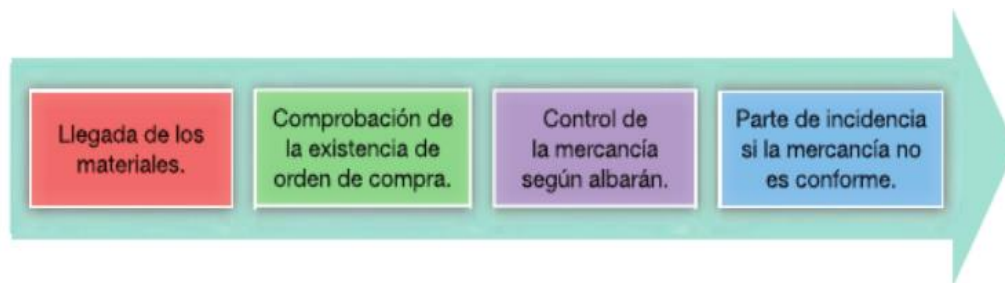 Llegada de los
materiales.
Comprobación de
la existencia de
orden de compra.
Control de
la mercancía
según albarán.
Parte de incidencia
si la mercancía no
es conforme.